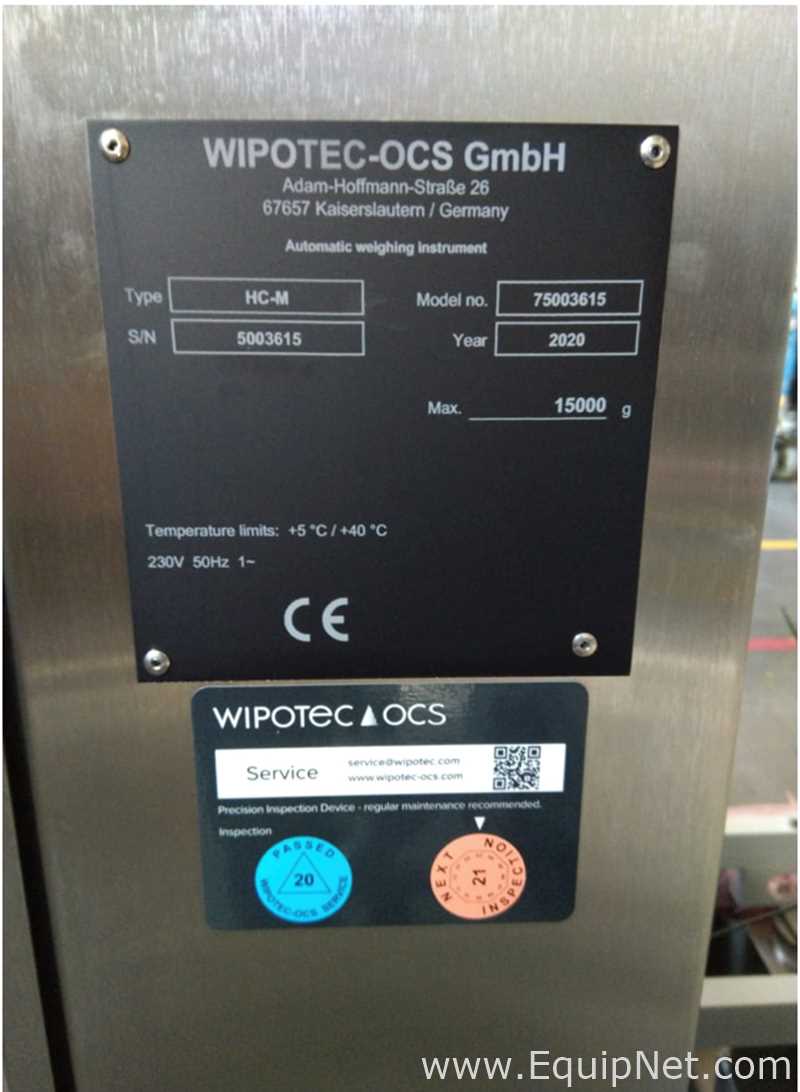 WIPOTEC-OCS GmbH
Adam-Hoffmann-Straße 26
67657 Kaiserslautern / Germany
Automatic weighing instrument
Type HC-M Model no. 75003615
S/N 5003615 Year 2020
Max. 15000 g
Temperature limits: +5 °C / +40 °C
230V 50Hz 1~
CE
WIPOTEC OCS
Service
service@wipotec.com
www.wipotec-ocs.com
Precision Inspection Device - regular maintenance recommended.
Inspection
PASSED
20
WIPOTEC-OCS SERVICE
NEXT INSPECTION
21
www.EquipNet.com